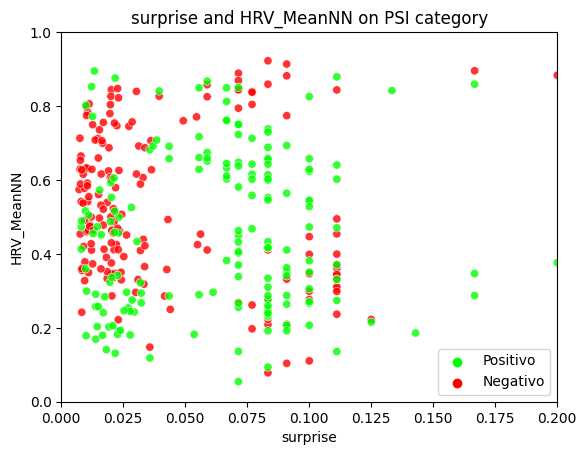 surprise and HRV_MeanNN on PSI category
1.0
0.8
0.6
0.4
0.2
0.0
HRV_MeanNN
Positivo
Negativo
0.000 0.025 0.050 0.075 0.100 0.125 0.150 0.175 0.200
surprise